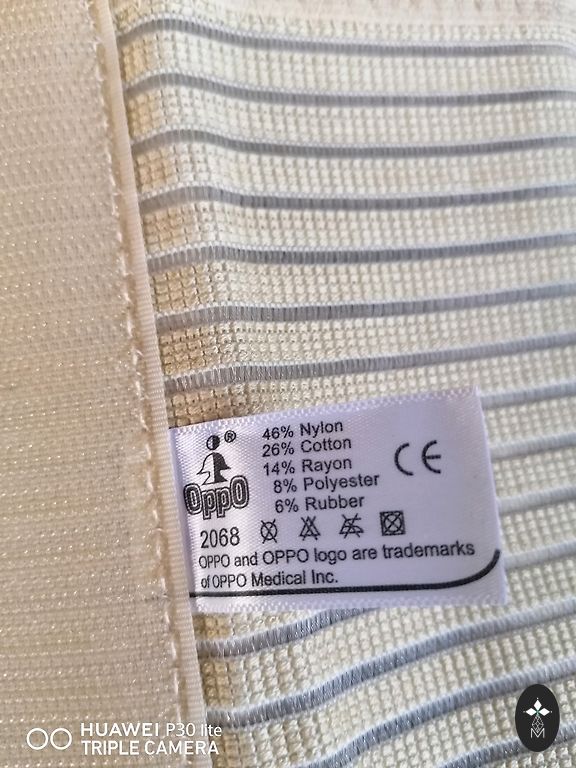 ®
46% Nylon
26% Cotton
14% Rayon
8% Polyester
6% Rubber
CE
OPPO
2068
OPPO and OPPO logo are trademarks
of OPPO Medical Inc.
HUAWEI P30 lite
TRIPLE CAMERA
M